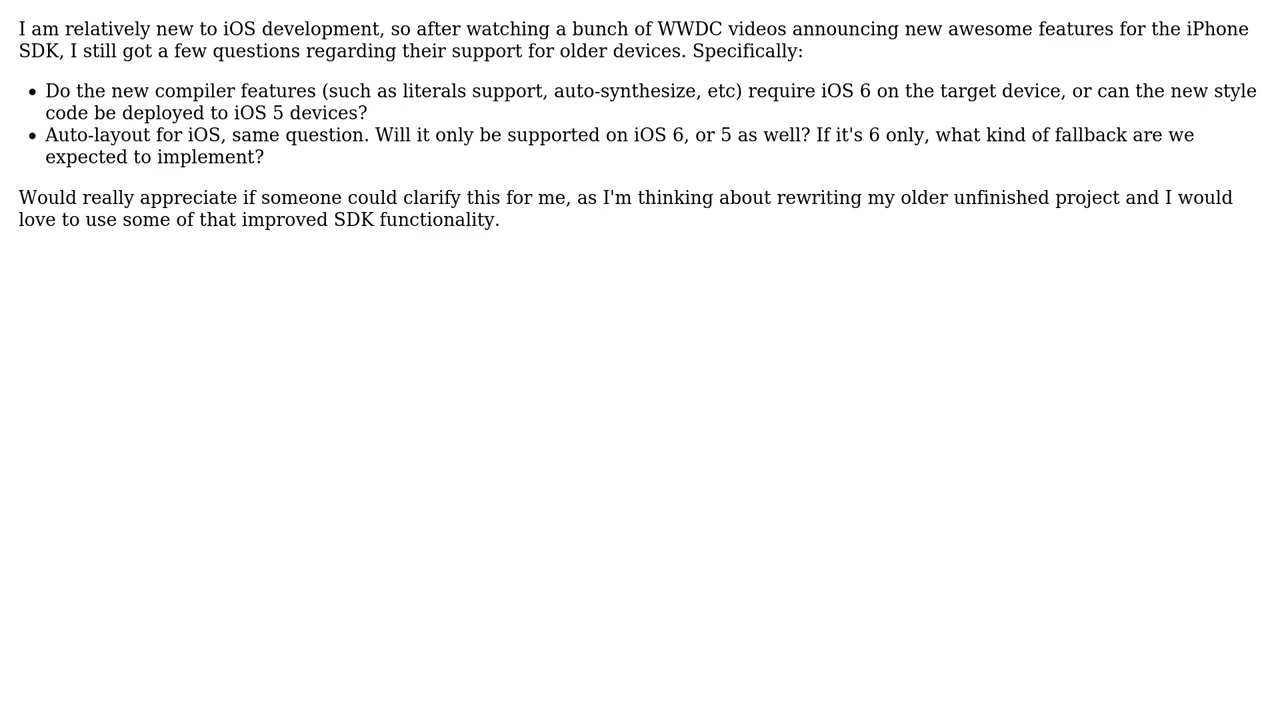 I am relatively new to iOS development, so after watching a bunch of WWDC videos announcing new awesome features for the iPhone
SDK, I still got a few questions regarding their support for older devices. Specifically:
• Do the new compiler features (such as literals support, auto-synthesize, etc) require iOS 6 on the target device, or can the new style
code be deployed to iOS 5 devices?
• Auto-layout for iOS, same question. Will it only be supported on iOS 6, or 5 as well? If it's 6 only, what kind of fallback are we
expected to implement?
Would really appreciate if someone could clarify this for me, as I'm thinking about rewriting my older unfinished project and I would
love to use some of that improved SDK functionality.